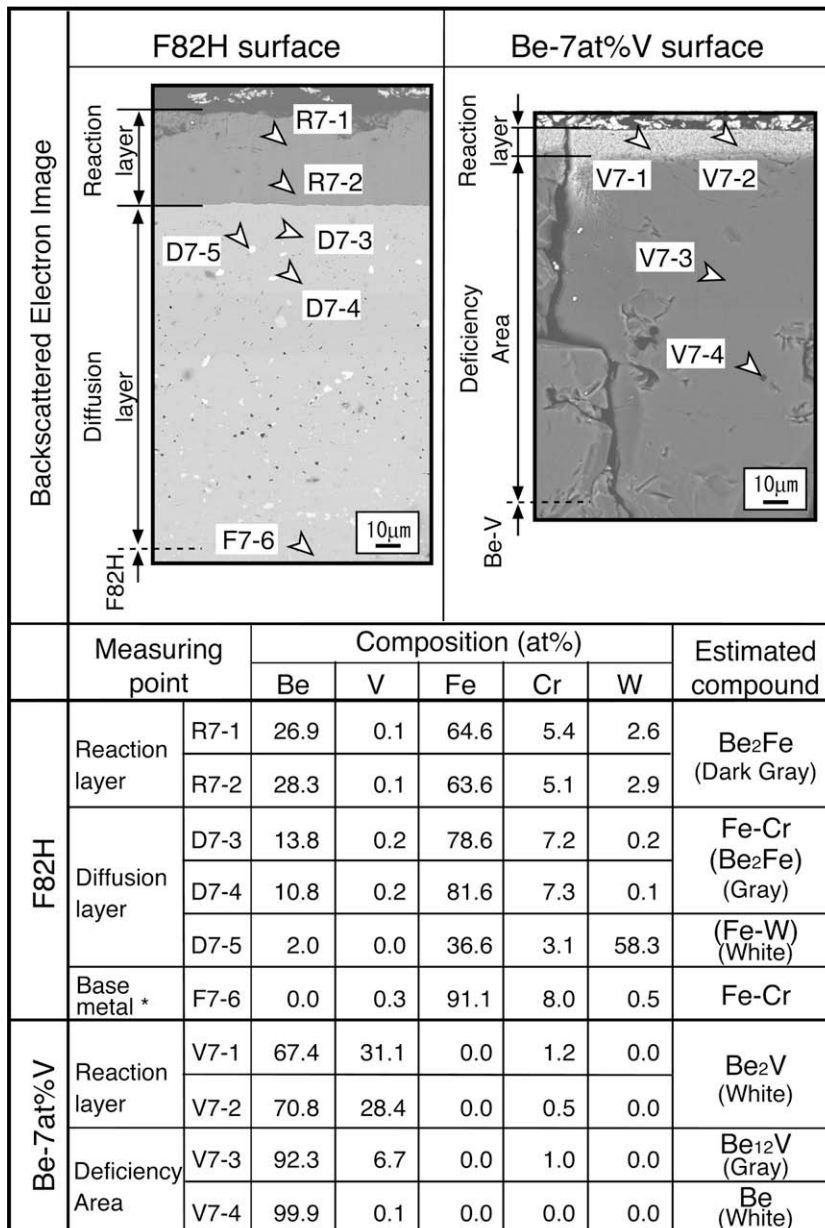 F82H surface
Be-7at%V surface
Backscattered Electron Image
Reaction layer
Diffusion layer
F82H
R7-1
R7-2
D7-5
D7-3
D7-4
F7-6
10μm
Reaction layer
Deficiency Area
Be-V
V7-1
V7-2
V7-3
V7-4
10μm
Measuring point
Composition (at%)
Estimated compound
Be V Fe Cr W
F82H
Reaction layer
R7-1 26.9 0.1 64.6 5.4 2.6
R7-2 28.3 0.1 63.6 5.1 2.9
Be₂Fe
(Dark Gray)
Diffusion layer
D7-3 13.8 0.2 78.6 7.2 0.2
D7-4 10.8 0.2 81.6 7.3 0.1
Fe-Cr
(Be₂Fe)
(Gray)
D7-5 2.0 0.0 36.6 3.1 58.3
(Fe-W)
(White)
Base metal *
F7-6 0.0 0.3 91.1 8.0 0.5 Fe-Cr
Be-7at%V
Reaction layer
V7-1 67.4 31.1 0.0 1.2 0.0
V7-2 70.8 28.4 0.0 0.5 0.0
Be₂V
(White)
Deficiency Area
V7-3 92.3 6.7 0.0 1.0 0.0
Be₁₂V
(Gray)
V7-4 99.9 0.1 0.0 0.0 0.0
Be
(White)